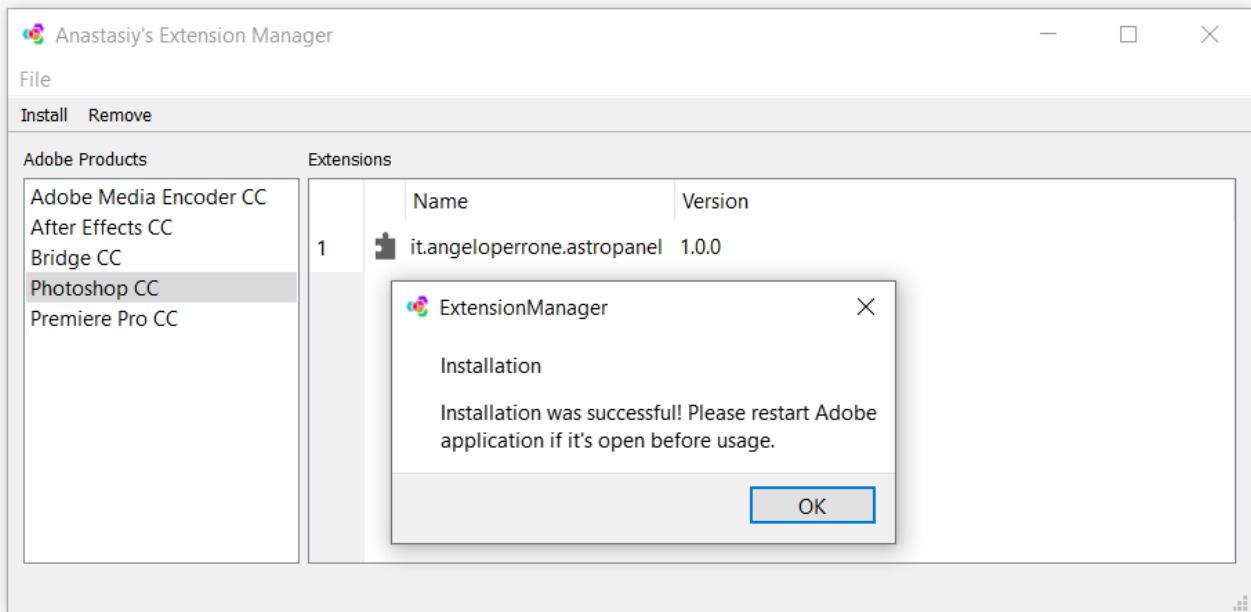 Anastasiy's Extension Manager
File
Install Remove
Adobe Products
Adobe Media Encoder CC
After Effects CC
Bridge CC
Photoshop CC
Premiere Pro CC
Extensions
Name Version
1 it.angeloperrone.astropanel 1.0.0
ExtensionManager
Installation
Installation was successful! Please restart Adobe
application if it's open before usage.
OK